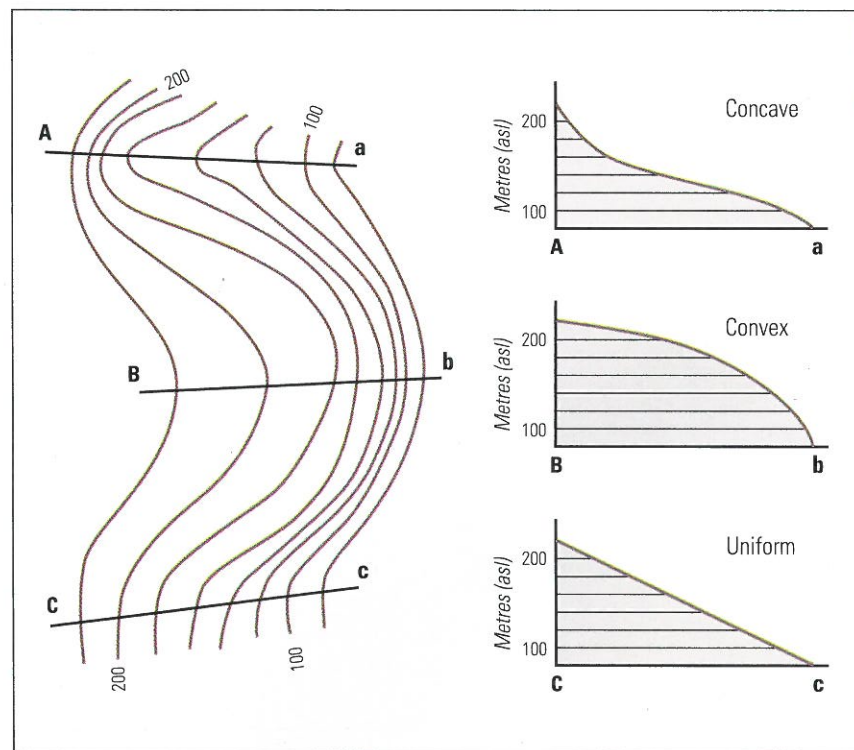 200
A
a
100
B
b
C
c
200
100
Concave
Metres (asl)
200
100
A
a
Convex
Metres (asl)
200
100
B
b
Uniform
Metres (asl)
200
100
C
c